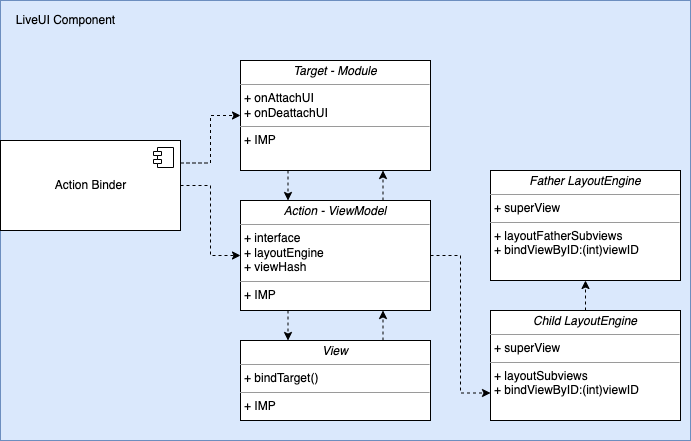 LiveUI Component
Target - Module
+ onAttachUI
+ onDeattachUI
+ IMP
Action Binder
Action - ViewModel
+ interface
+ layoutEngine
+ viewHash
+ IMP
View
+ bindTarget()
+ IMP
Father LayoutEngine
+ superView
+ layoutFatherSubviews
+ bindViewByID:(int)viewID
Child LayoutEngine
+ superView
+ layoutSubviews
+ bindViewByID:(int)viewID